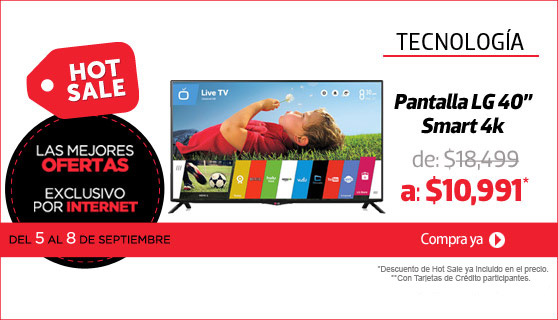 HOT
SALE
LAS MEJORES
OFERTAS
EXCLUSIVO
POR INTERNET
DEL 5 AL 8 DE SEPTIEMBRE
Live TV
TECNOLOGÍA
Pantalla LG 40”
Smart 4k
de: $18,499
a: $10,991*
Compra ya
*Descuento de Hot Sale ya incluido en el precio.
**Con Tarjetas de Crédito participantes.